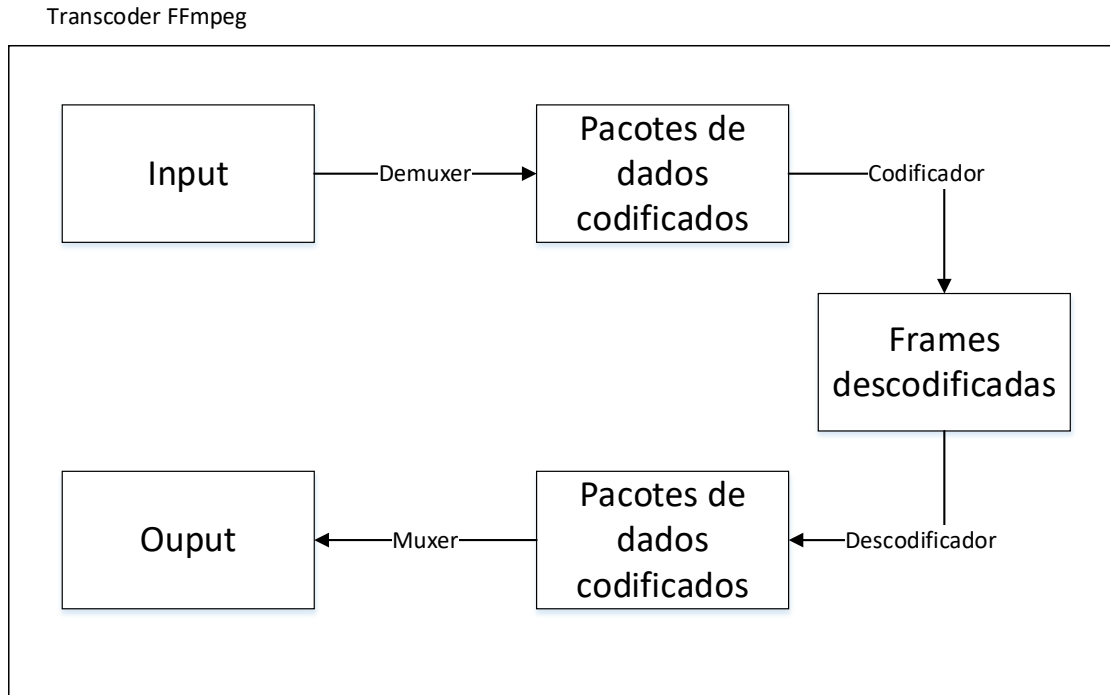 Transcoder FFmpeg
Input
Demuxer
Pacotes de
dados
codificados
Codificador
Frames
descodificadas
Descodificador
Pacotes de
dados
codificados
Muxer
Ouput